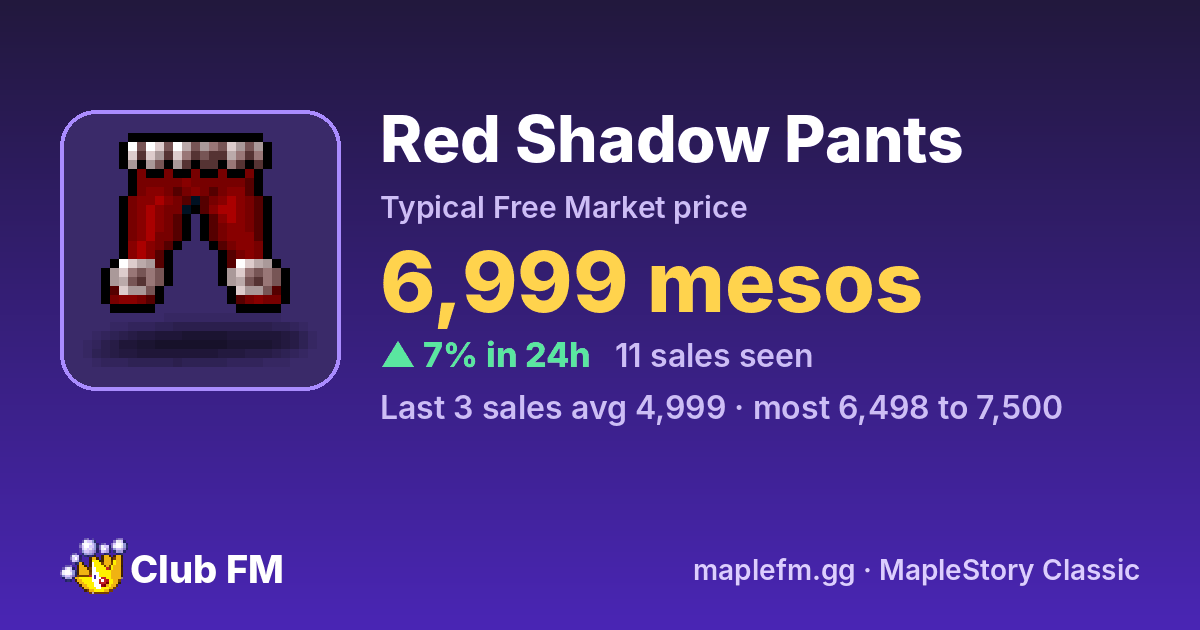 Red Shadow Pants
Typical Free Market price
6,999 mesos
▲ 7% in 24h 11 sales seen
Last 3 sales avg 4,999 · most 6,498 to 7,500
Club FM
maplefm.gg · MapleStory Classic